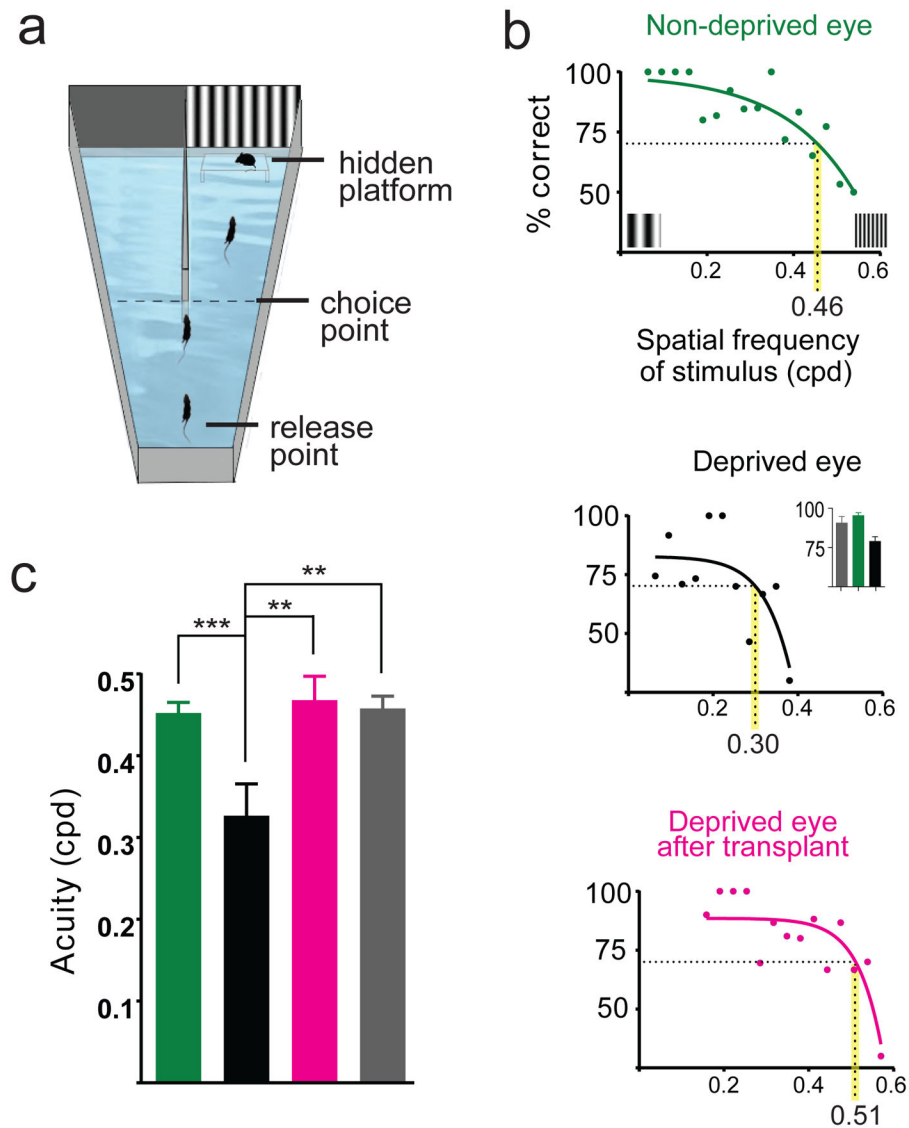 a
hidden
platform
choice
point
release
point
b
Non-deprived eye
% correct
100
75
50
0.2
0.4
0.6
0.46
Spatial frequency
of stimulus (cpd)
Deprived eye
100
75
50
100
75
0.2
0.4
0.6
0.30
Deprived eye
after transplant
100
75
50
0.2
0.4
0.6
0.51
c
Acuity (cpd)
**
**
***
0.5
0.4
0.3
0.2
0.1